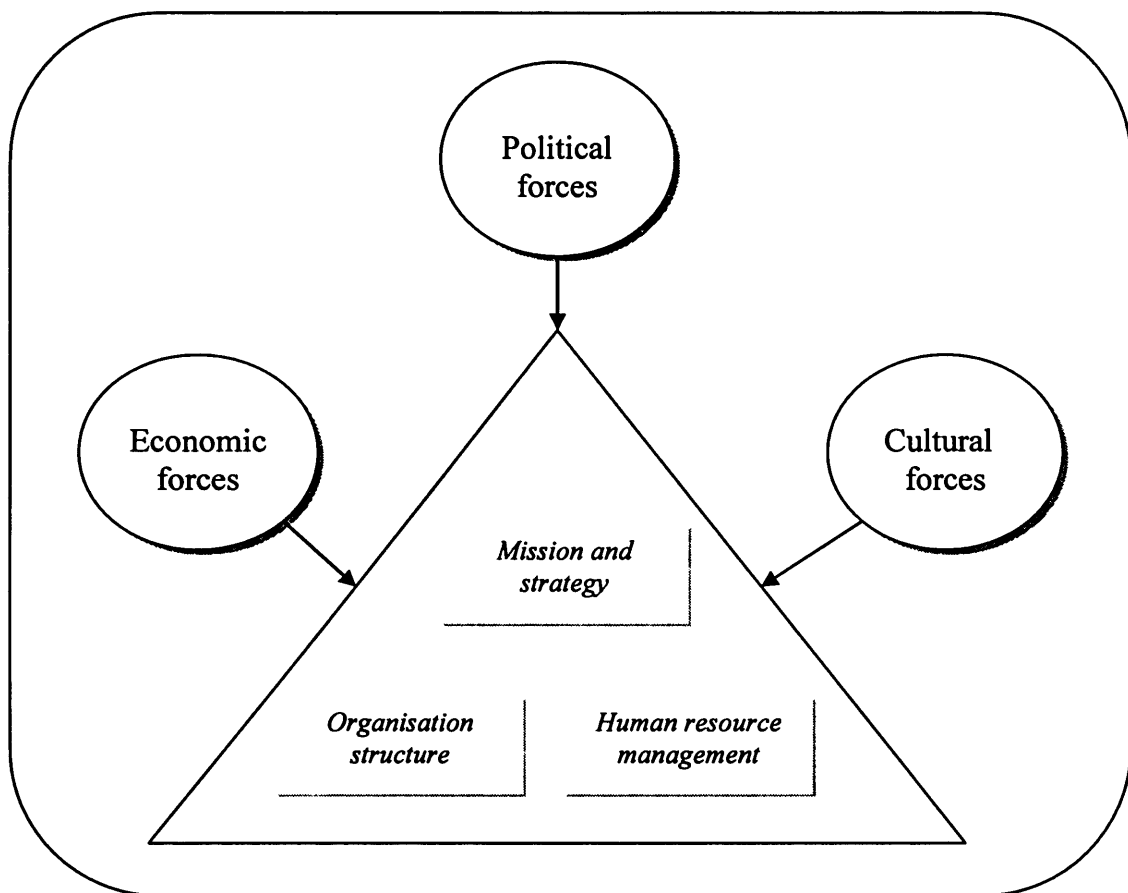 Political
forces
Economic
forces
Cultural
forces
Mission and
strategy
Organisation
structure
Human resource
management